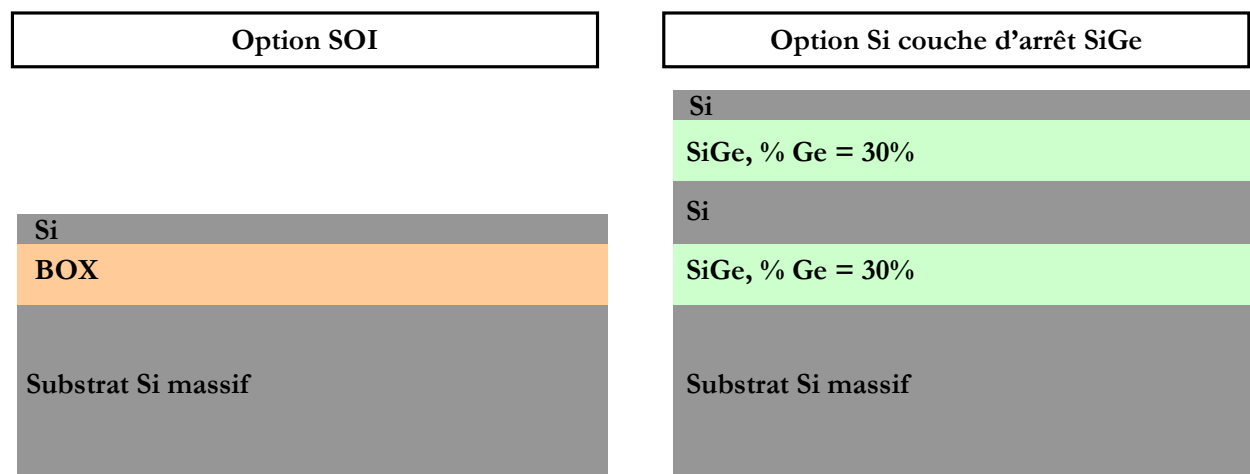 Option SOI
Si
BOX
Substrat Si massif
Option Si couche d’arrêt SiGe
Si
SiGe, % Ge = 30%
Si
SiGe, % Ge = 30%
Substrat Si massif